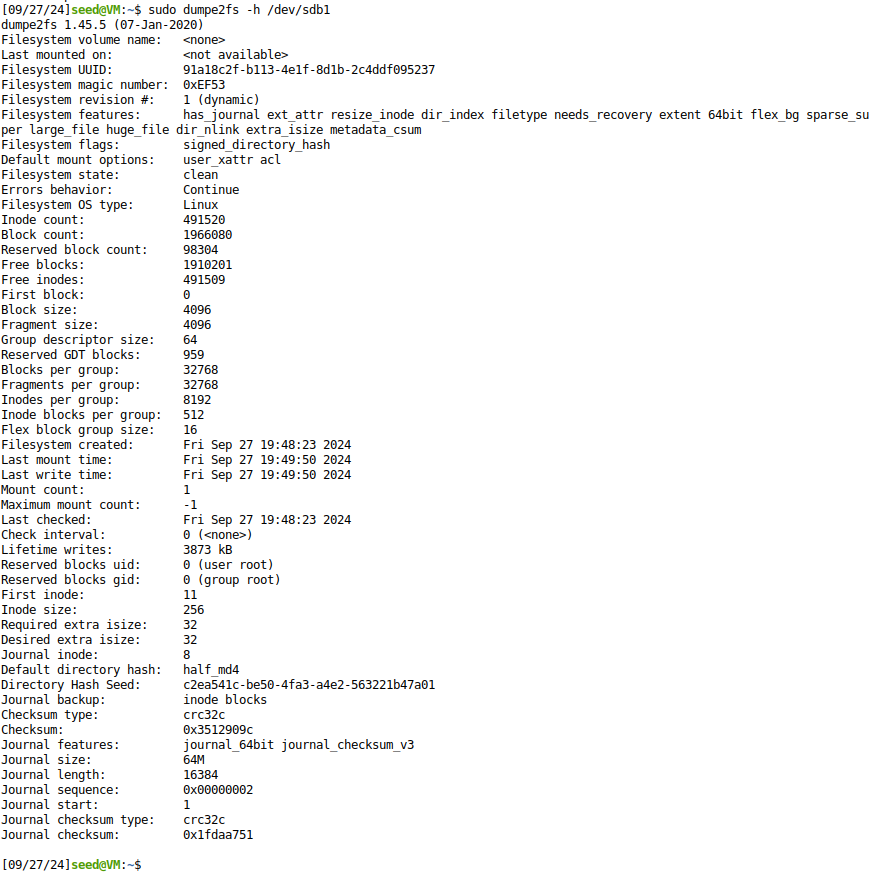 [09/27/24]seed@VM:~$ sudo dumpe2fs -h /dev/sdb1
dumpe2fs 1.45.5 (07-Jan-2020)
Filesystem volume name:   <none>
Last mounted on:          <not available>
Filesystem UUID:          91a18c2f-b113-4e1f-8d1b-2c4ddf095237
Filesystem magic number:  0xEF53
Filesystem revision #:    1 (dynamic)
Filesystem features:      has_journal ext_attr resize_inode dir_index filetype needs_recovery extent 64bit flex_bg sparse_su
per large_file huge_file dir_nlink extra_isize metadata_csum
Filesystem flags:         signed_directory_hash
Default mount options:    user_xattr acl
Filesystem state:         clean
Errors behavior:          Continue
Filesystem OS type:       Linux
Inode count:              491520
Block count:              1966080
Reserved block count:     98304
Free blocks:              1910201
Free inodes:              491509
First block:              0
Block size:               4096
Fragment size:            4096
Group descriptor size:    64
Reserved GDT blocks:      959
Blocks per group:         32768
Fragments per group:      32768
Inodes per group:         8192
Inode blocks per group:   512
Flex block group size:    16
Filesystem created:       Fri Sep 27 19:48:23 2024
Last mount time:          Fri Sep 27 19:49:50 2024
Last write time:          Fri Sep 27 19:49:50 2024
Mount count:              1
Maximum mount count:      -1
Last checked:             Fri Sep 27 19:48:23 2024
Check interval:           0 (<none>)
Lifetime writes:          3873 kB
Reserved blocks uid:      0 (user root)
Reserved blocks gid:      0 (group root)
First inode:              11
Inode size:               256
Required extra isize:     32
Desired extra isize:      32
Journal inode:            8
Default directory hash:   half_md4
Directory Hash Seed:      c2ea541c-be50-4fa3-a4e2-563221b47a01
Journal backup:           inode blocks
Checksum type:            crc32c
Checksum:                 0x3512909c
Journal features:         journal_64bit journal_checksum_v3
Journal size:             64M
Journal length:           16384
Journal sequence:         0x00000002
Journal start:            1
Journal checksum type:    crc32c
Journal checksum:         0x1fdaa751
[09/27/24]seed@VM:~$